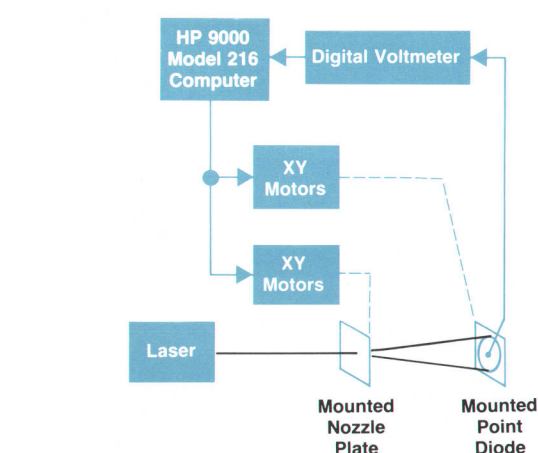 HP 9000
Model 216
Computer
Digital Voltmeter
XY
Motors
XY
Motors
Laser
Mounted
Nozzle
Plate
Mounted
Point
Diode